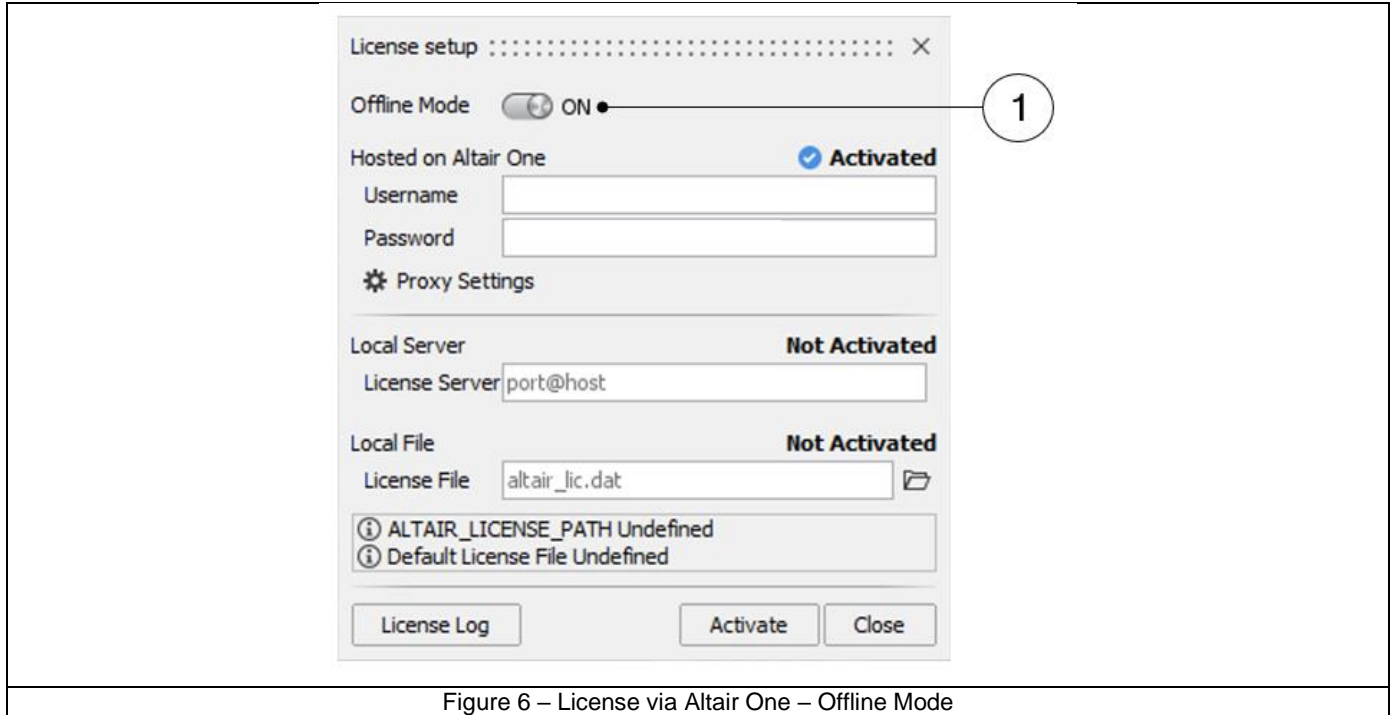 License setup
Offline Mode ON
1
Hosted on Altair One Activated
Username
Password
Proxy Settings
Local Server Not Activated
License Server port@host
Local File Not Activated
License File altair_lic.dat
ALTAIR_LICENSE_PATH Undefined
Default License File Undefined
License Log Activate Close
Figure 6 – License via Altair One – Offline Mode